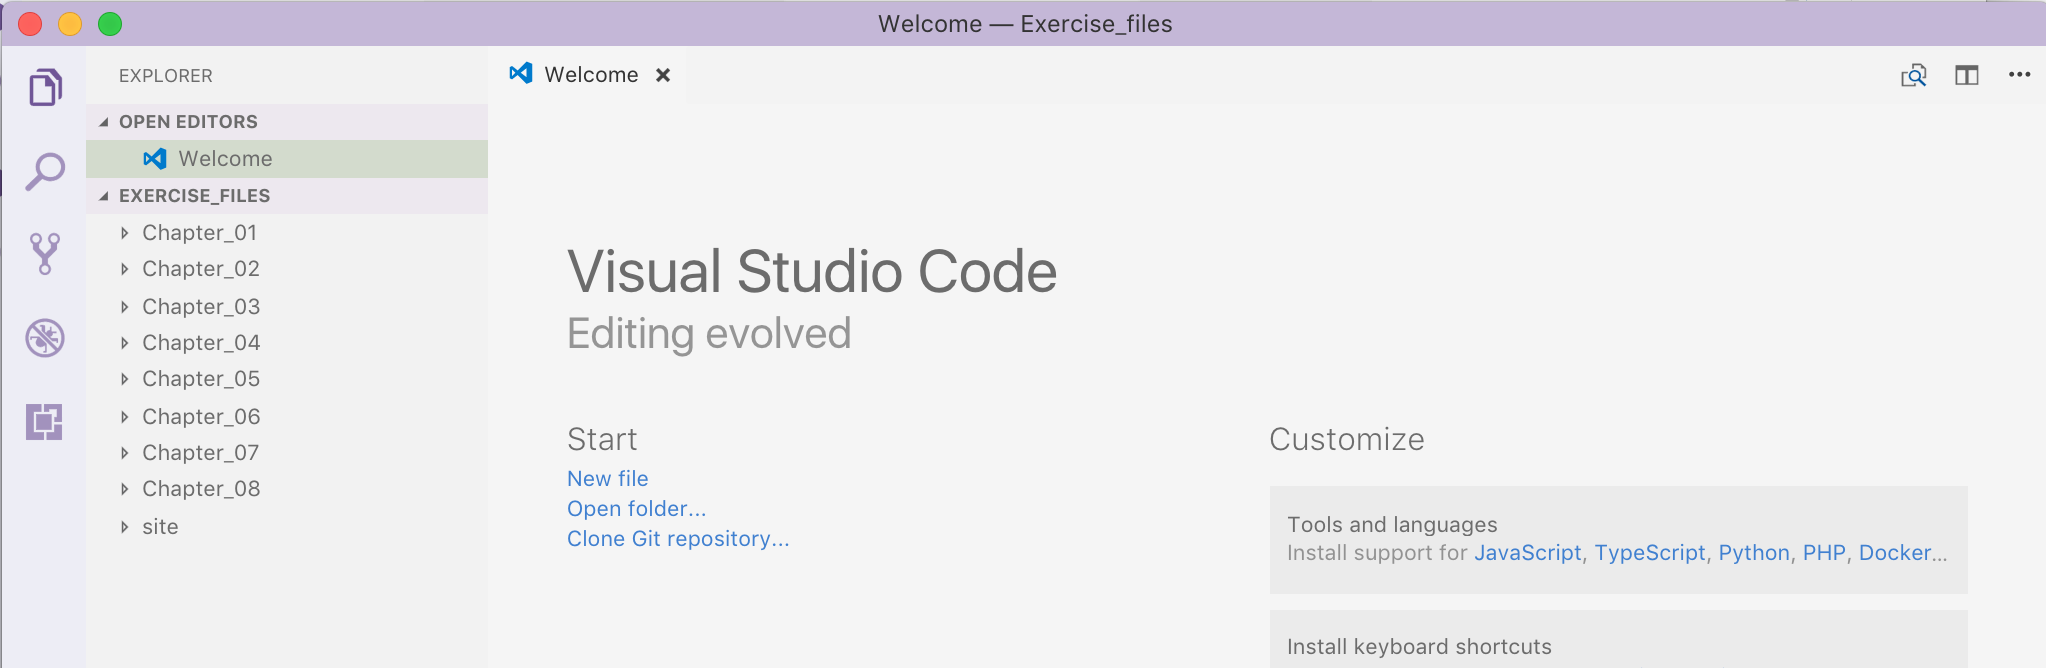 Welcome — Exercise_files
EXPLORER
OPEN EDITORS
Welcome
EXERCISE_FILES
Chapter_01
Chapter_02
Chapter_03
Chapter_04
Chapter_05
Chapter_06
Chapter_07
Chapter_08
site
Welcome
Visual Studio Code
Editing evolved
Start
New file
Open folder...
Clone Git repository...
Customize
Tools and languages
Install support for JavaScript, TypeScript, Python, PHP, Docker...
Install keyboard shortcuts